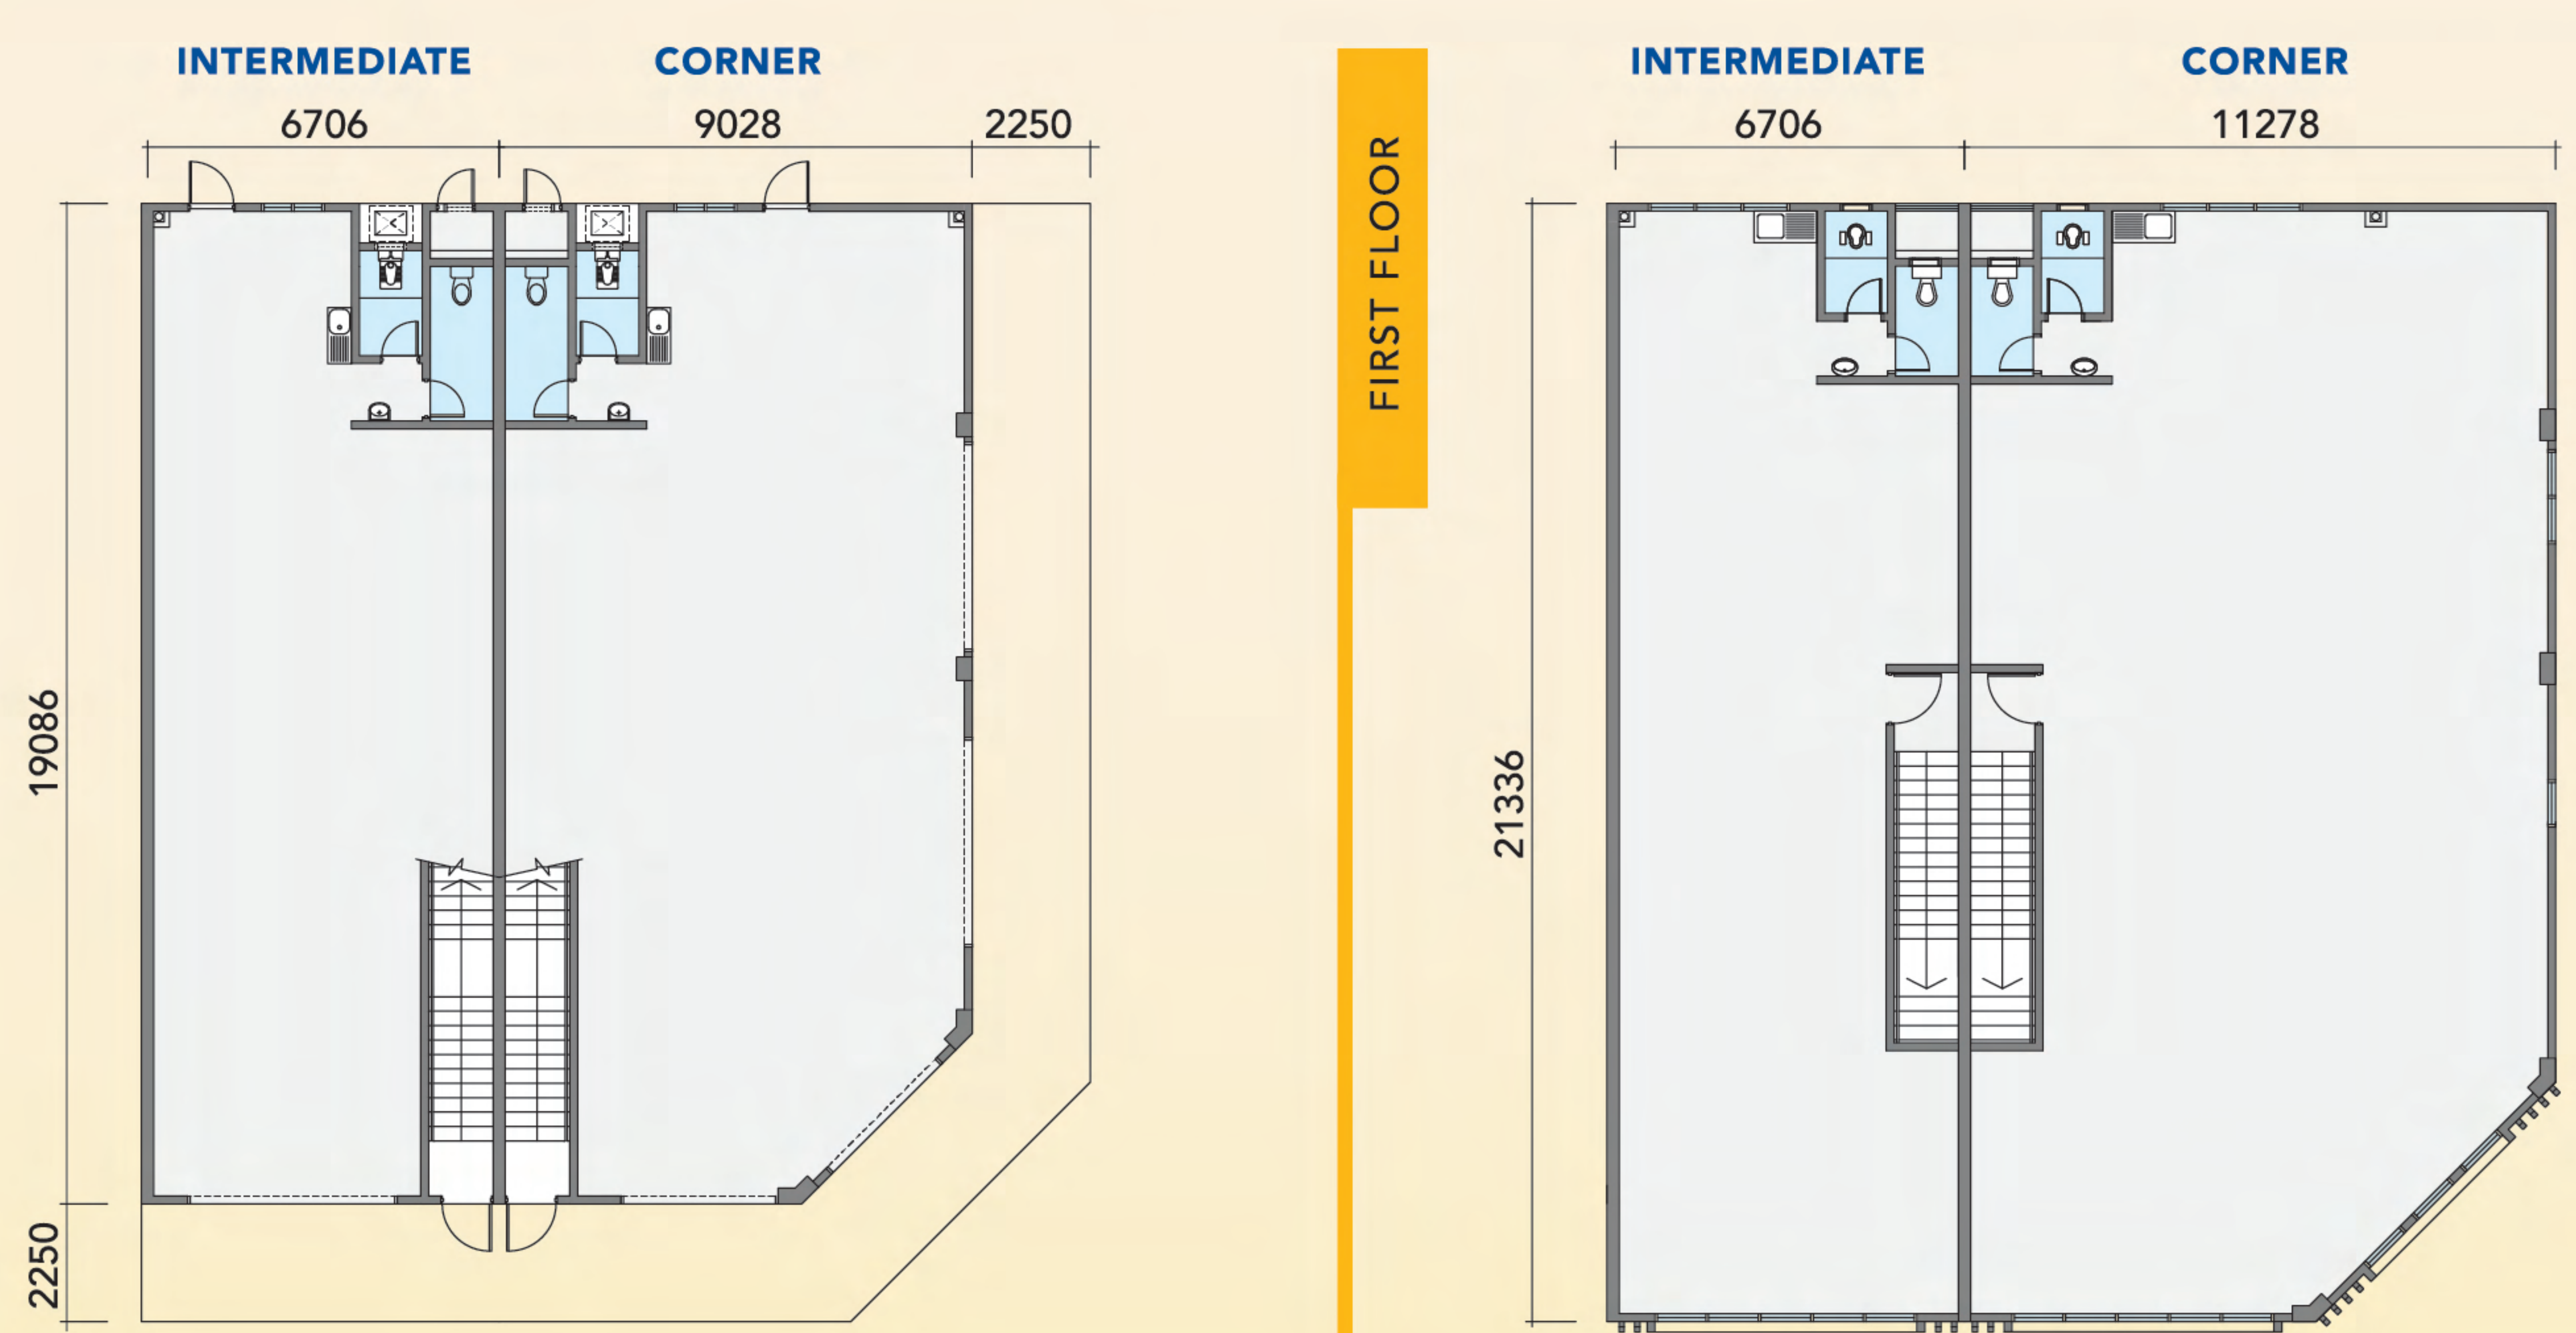 INTERMEDIATE CORNER
6706 9028 2250
19086
2250
FIRST FLOOR
INTERMEDIATE CORNER
6706 11278
21336